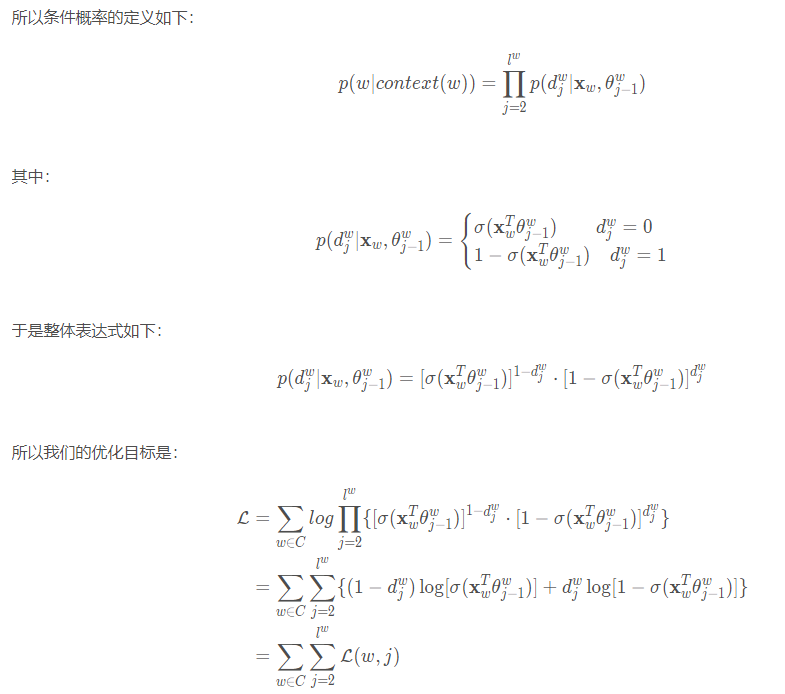 所以条件概率的定义如下：
$$p(w|context(w)) = \prod_{j=2}^{l^w} p(d_j^w|\mathbf{x}_w, \theta_{j-1}^w)$$
其中：
$$p(d_j^w|\mathbf{x}_w, \theta_{j-1}^w) = \begin{cases} \sigma(\mathbf{x}_w^T \theta_{j-1}^w) & d_j^w = 0 \\ 1 - \sigma(\mathbf{x}_w^T \theta_{j-1}^w) & d_j^w = 1 \end{cases}$$
于是整体表达式如下：
$$p(d_j^w|\mathbf{x}_w, \theta_{j-1}^w) = [\sigma(\mathbf{x}_w^T \theta_{j-1}^w)]^{1-d_j^w} \cdot [1 - \sigma(\mathbf{x}_w^T \theta_{j-1}^w)]^{d_j^w}$$
所以我们的优化目标是：
$$\mathcal{L} = \sum_{w \in C} log \prod_{j=2}^{l^w} \{[\sigma(\mathbf{x}_w^T \theta_{j-1}^w)]^{1-d_j^w} \cdot [1 - \sigma(\mathbf{x}_w^T \theta_{j-1}^w)]^{d_j^w}\}$$
$$= \sum_{w \in C} \sum_{j=2}^{l^w} \{(1 - d_j^w) \log[\sigma(\mathbf{x}_w^T \theta_{j-1}^w)] + d_j^w \log[1 - \sigma(\mathbf{x}_w^T \theta_{j-1}^w)]\}$$
$$= \sum_{w \in C} \sum_{j=2}^{l^w} \mathcal{L}(w, j)$$